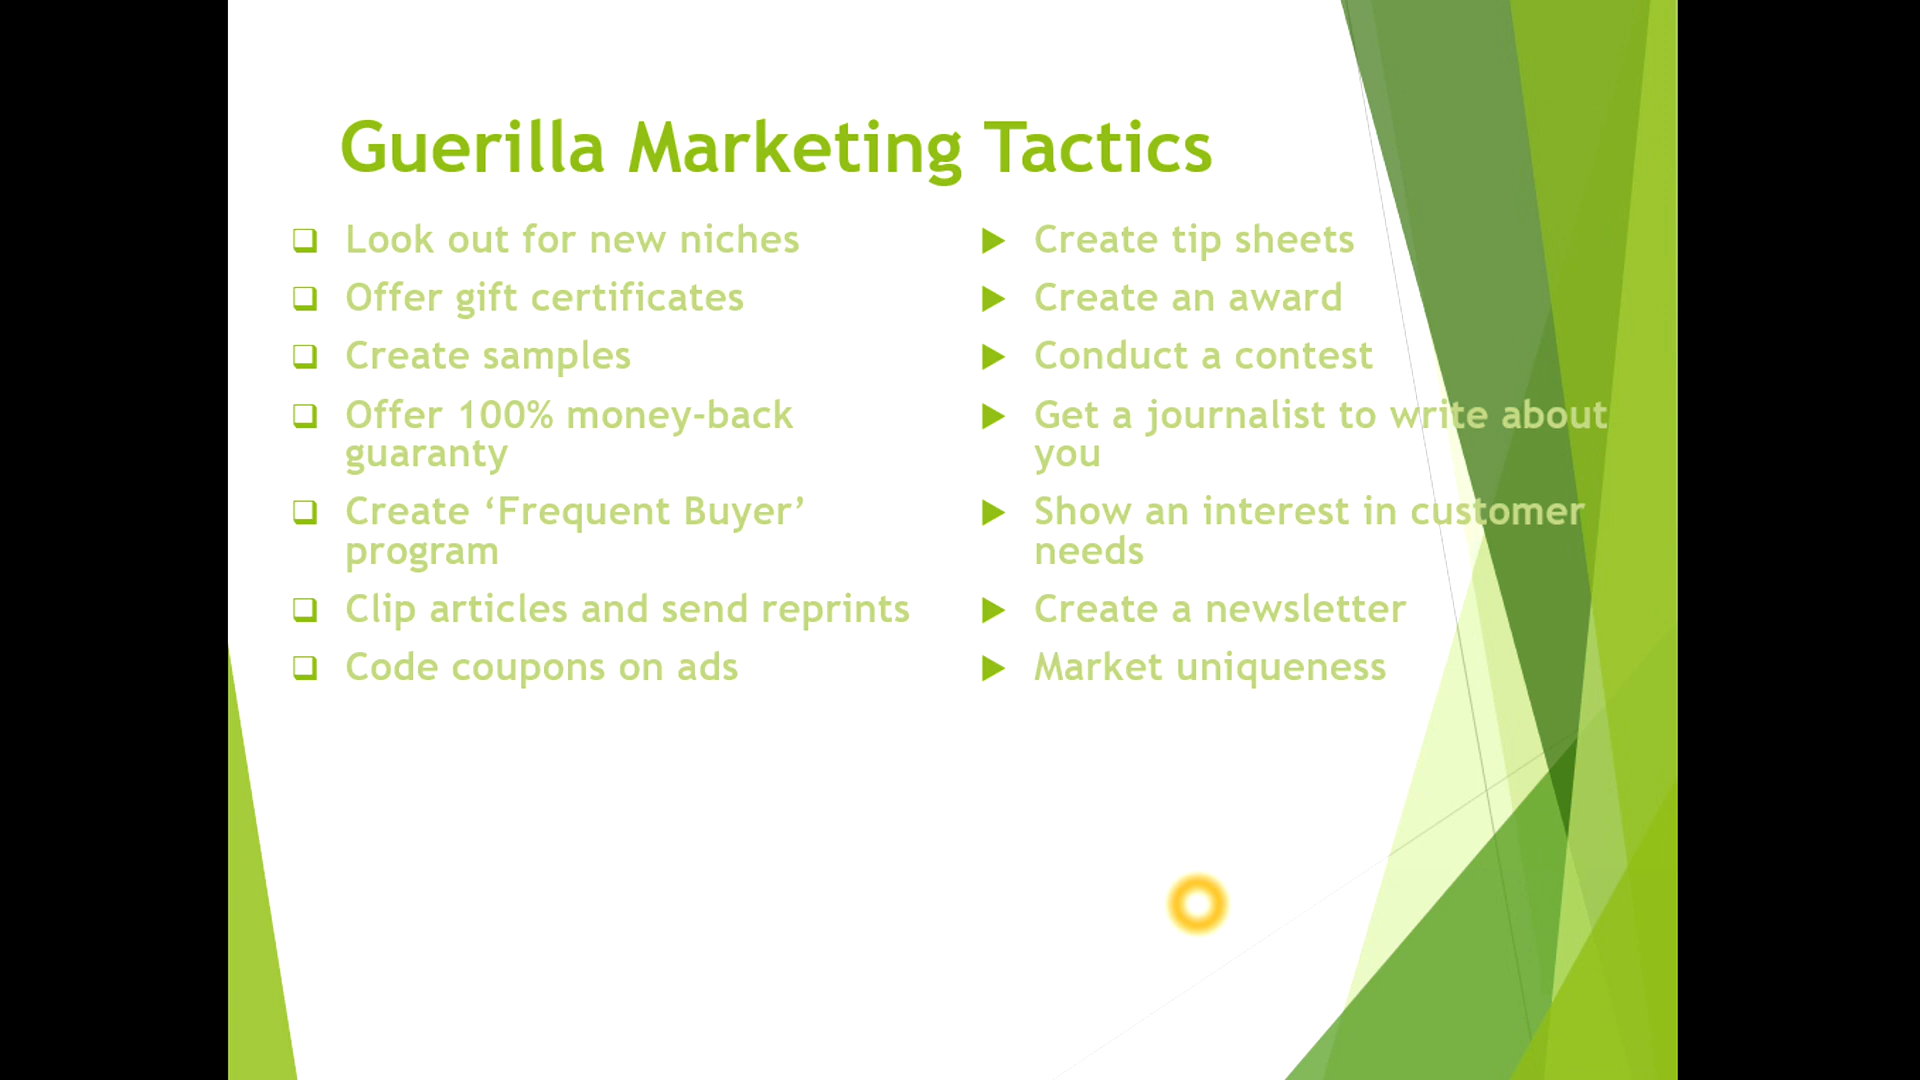 Guerilla Marketing Tactics
Look out for new niches
Offer gift certificates
Create samples
Offer 100% money-back
guaranty
Create ‘Frequent Buyer’
program
Clip articles and send reprints
Code coupons on ads
Create tip sheets
Create an award
Conduct a contest
Get a journalist to write about
you
Show an interest in customer
needs
Create a newsletter
Market uniqueness